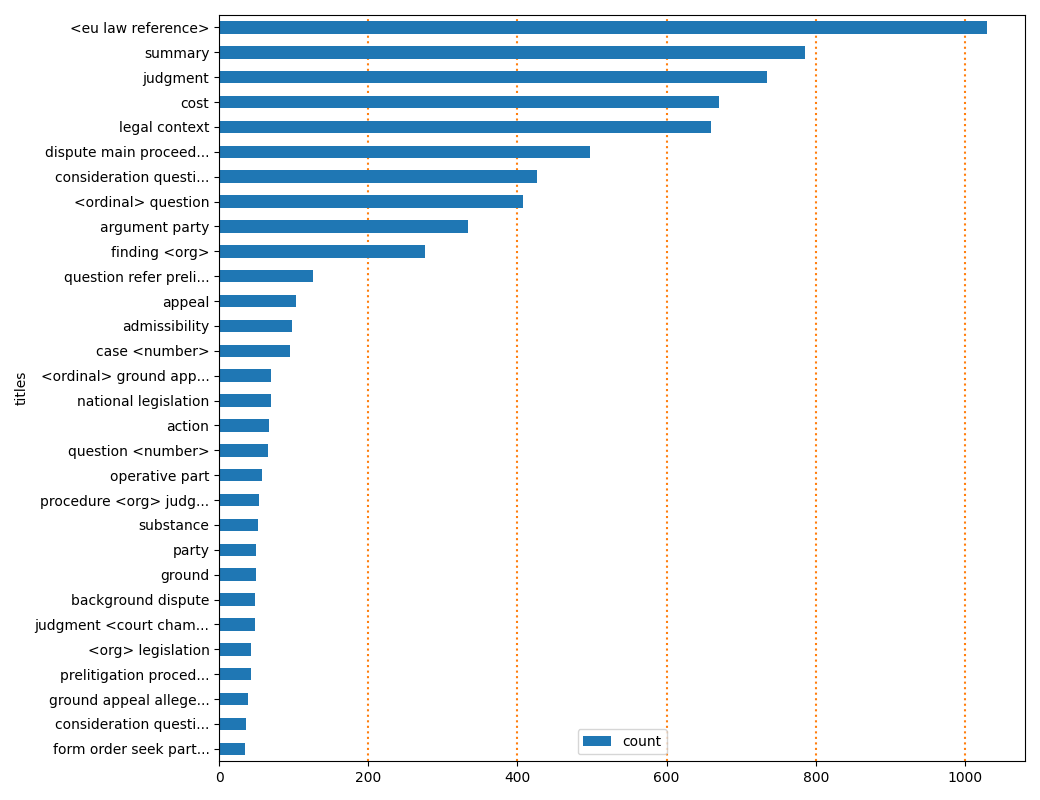 <eu law reference>
summary
judgment
cost
legal context
dispute main proceed...
consideration questi...
<ordinal> question
argument party
finding <org>
question refer preli...
appeal
admissibility
case <number>
<ordinal> ground app...
national legislation
action
question <number>
operative part
procedure <org> judg...
substance
party
ground
background dispute
judgment <court cham...
<org> legislation
prelitigation proced...
ground appeal allege...
consideration questi...
form order seek part...
titles
count
0 200 400 600 800 1000